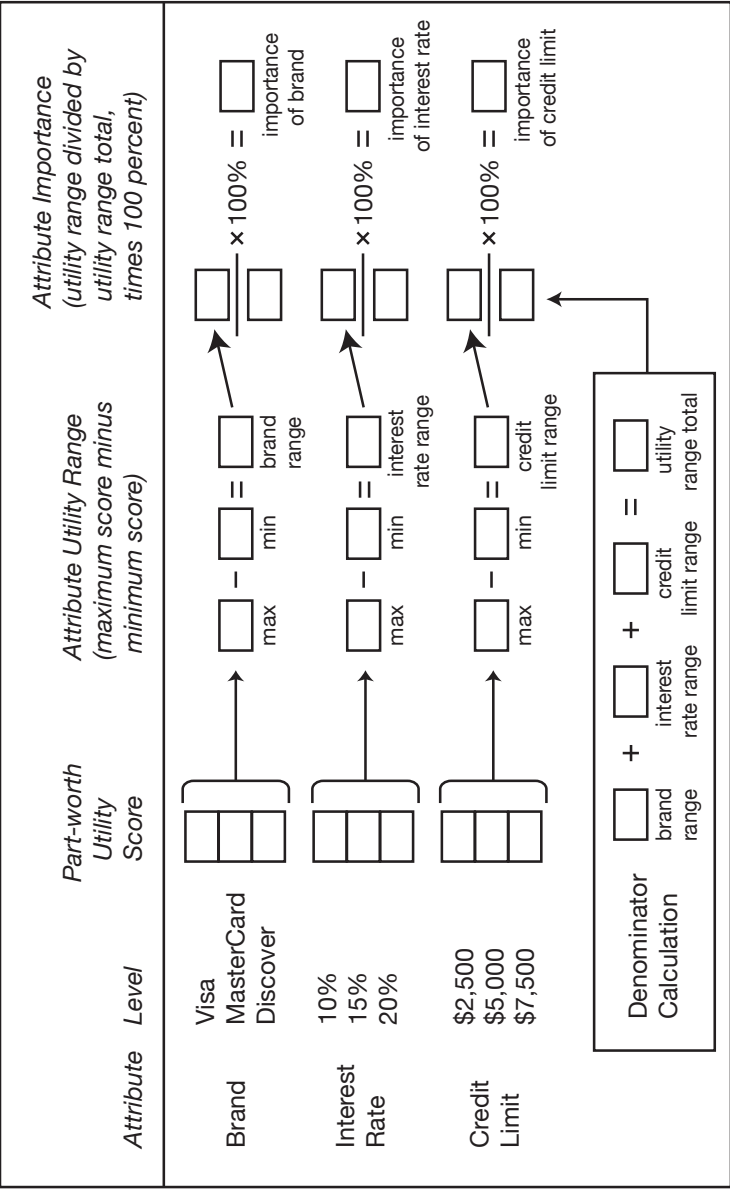 Attribute
Level
Part-worth
Utility
Score
Attribute Utility Range
(maximum score minus
minimum score)
Attribute Importance
(utility range divided by
utility range total,
times 100 percent)
Brand
Visa
MasterCard
Discover
max
–
min
=
brand
range
×100% =
importance
of brand
Interest
Rate
10%
15%
20%
max
–
min
=
interest
rate range
×100% =
importance
of interest rate
Credit
Limit
$2,500
$5,000
$7,500
max
–
min
=
credit
limit range
×100% =
importance
of credit limit
Denominator
Calculation
brand
range
+
interest
rate range
+
credit
limit range
=
utility
range total